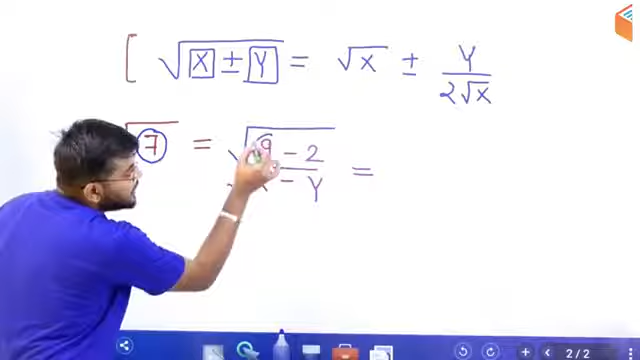 [ √X ± Y = √x ± Y / 2√x
√7 = √9 - 2 =
x - Y
2 / 2